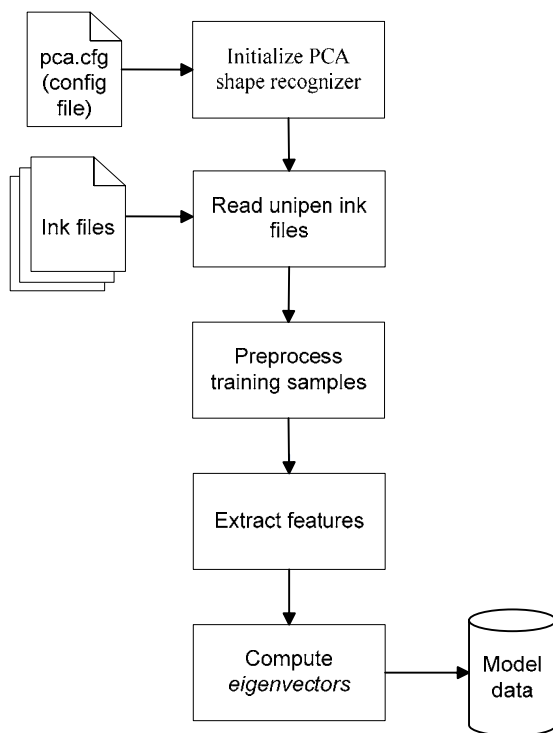 pca.cfg
(config
file)
Initialize PCA
shape recognizer
Ink files
Read unipen ink
files
Preprocess
training samples
Extract features
Compute
eigenvectors
Model
data